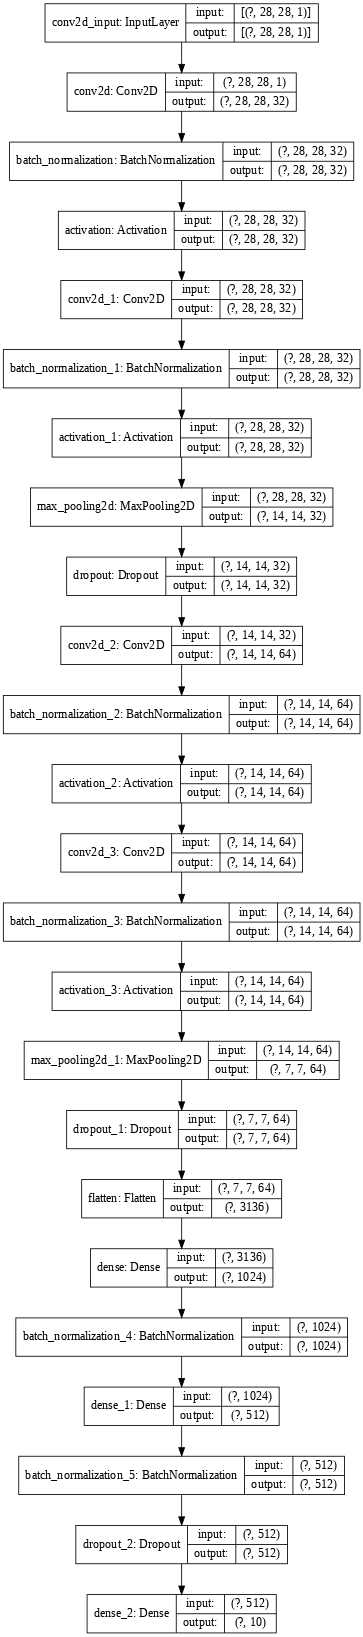 conv2d_input: InputLayer
input: [(?, 28, 28, 1)]
output: [(?, 28, 28, 1)]
conv2d: Conv2D
input: (?, 28, 28, 1)
output: (?, 28, 28, 32)
batch_normalization: BatchNormalization
input: (?, 28, 28, 32)
output: (?, 28, 28, 32)
activation: Activation
input: (?, 28, 28, 32)
output: (?, 28, 28, 32)
conv2d_1: Conv2D
input: (?, 28, 28, 32)
output: (?, 28, 28, 32)
batch_normalization_1: BatchNormalization
input: (?, 28, 28, 32)
output: (?, 28, 28, 32)
activation_1: Activation
input: (?, 28, 28, 32)
output: (?, 28, 28, 32)
max_pooling2d: MaxPooling2D
input: (?, 28, 28, 32)
output: (?, 14, 14, 32)
dropout: Dropout
input: (?, 14, 14, 32)
output: (?, 14, 14, 32)
conv2d_2: Conv2D
input: (?, 14, 14, 32)
output: (?, 14, 14, 64)
batch_normalization_2: BatchNormalization
input: (?, 14, 14, 64)
output: (?, 14, 14, 64)
activation_2: Activation
input: (?, 14, 14, 64)
output: (?, 14, 14, 64)
conv2d_3: Conv2D
input: (?, 14, 14, 64)
output: (?, 14, 14, 64)
batch_normalization_3: BatchNormalization
input: (?, 14, 14, 64)
output: (?, 14, 14, 64)
activation_3: Activation
input: (?, 14, 14, 64)
output: (?, 14, 14, 64)
max_pooling2d_1: MaxPooling2D
input: (?, 14, 14, 64)
output: (?, 7, 7, 64)
dropout_1: Dropout
input: (?, 7, 7, 64)
output: (?, 7, 7, 64)
flatten: Flatten
input: (?, 7, 7, 64)
output: (?, 3136)
dense: Dense
input: (?, 3136)
output: (?, 1024)
batch_normalization_4: BatchNormalization
input: (?, 1024)
output: (?, 1024)
dense_1: Dense
input: (?, 1024)
output: (?, 512)
batch_normalization_5: BatchNormalization
input: (?, 512)
output: (?, 512)
dropout_2: Dropout
input: (?, 512)
output: (?, 512)
dense_2: Dense
input: (?, 512)
output: (?, 10)